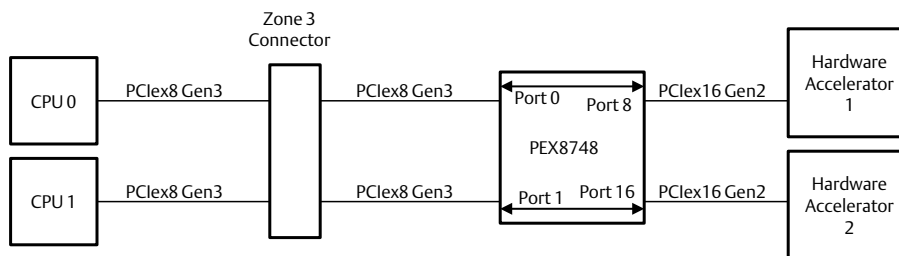 Zone 3
Connector
CPU 0
PCIex8 Gen3
PCIex8 Gen3
Port 0
Port 8
PCIex16 Gen2
Hardware
Accelerator
1
PEX8748
CPU 1
PCIex8 Gen3
PCIex8 Gen3
Port 1
Port 16
PCIex16 Gen2
Hardware
Accelerator
2